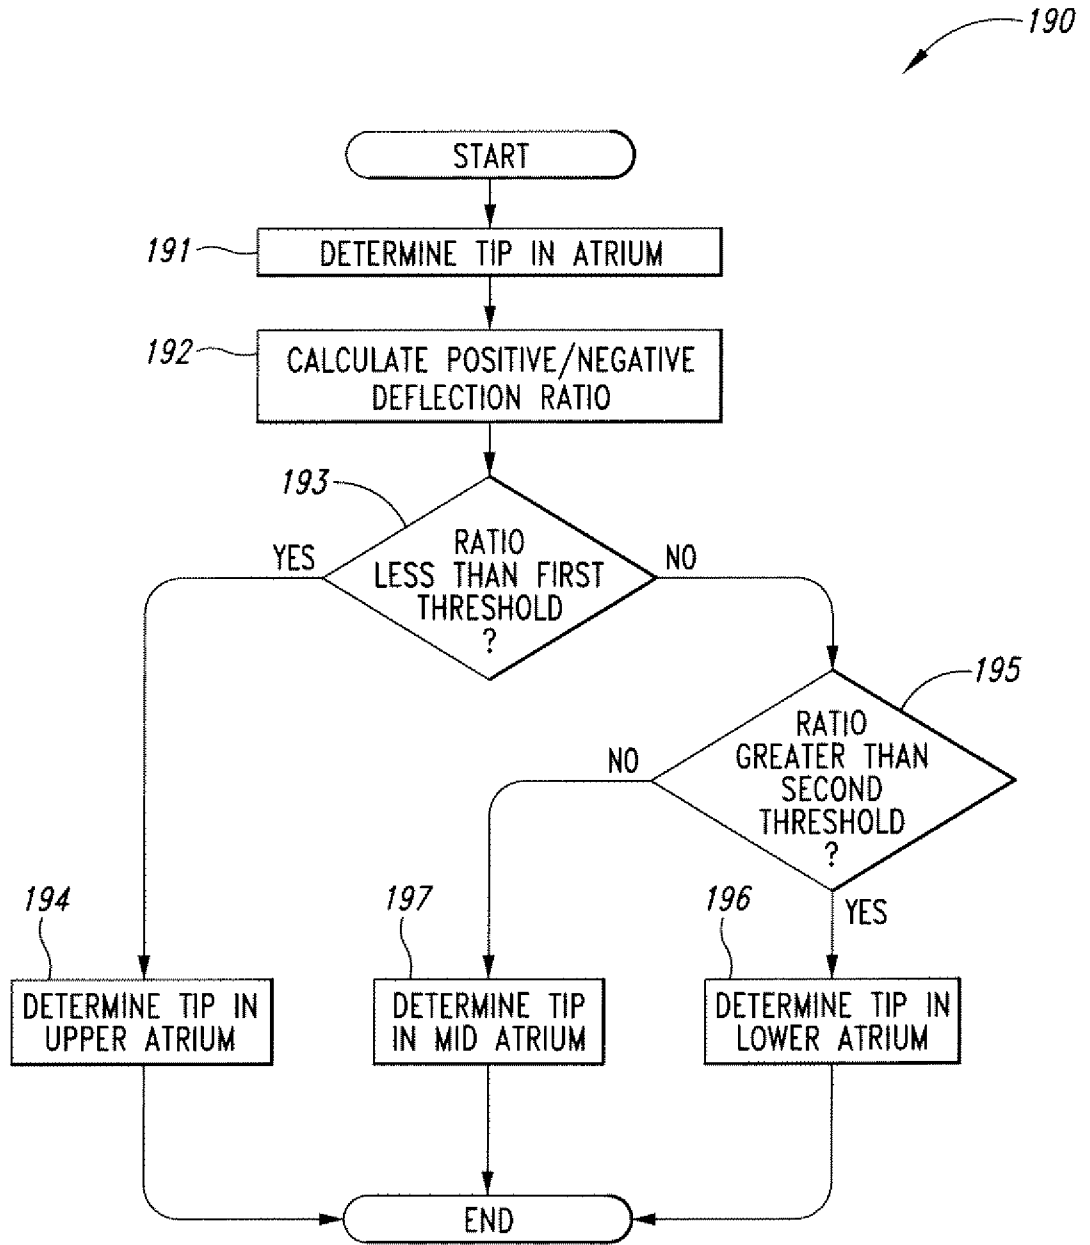 190
START
191
DETERMINE TIP IN ATRIUM
192
CALCULATE POSITIVE/NEGATIVE
DEFLECTION RATIO
193
RATIO
LESS THAN FIRST
THRESHOLD
?
YES
NO
195
RATIO
GREATER THAN
SECOND
THRESHOLD
?
NO
YES
194
DETERMINE TIP IN
UPPER ATRIUM
197
DETERMINE TIP
IN MID ATRIUM
196
DETERMINE TIP IN
LOWER ATRIUM
END